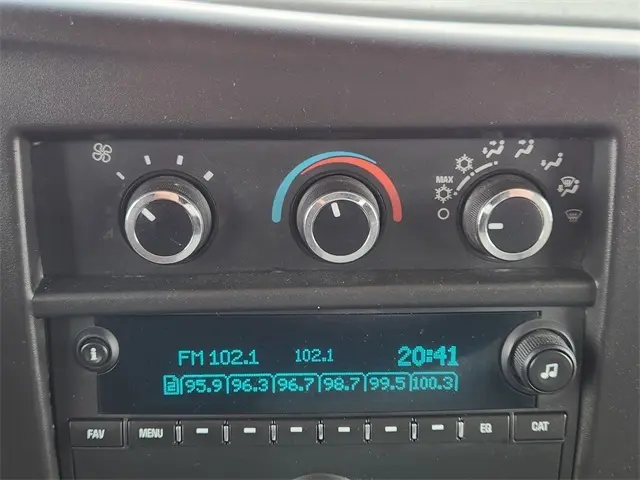 MAX
FM 102.1 102.1 20:41
2 95.9 96.3 96.7 98.7 99.5 100.3
i
FAV MENU EQ CAT